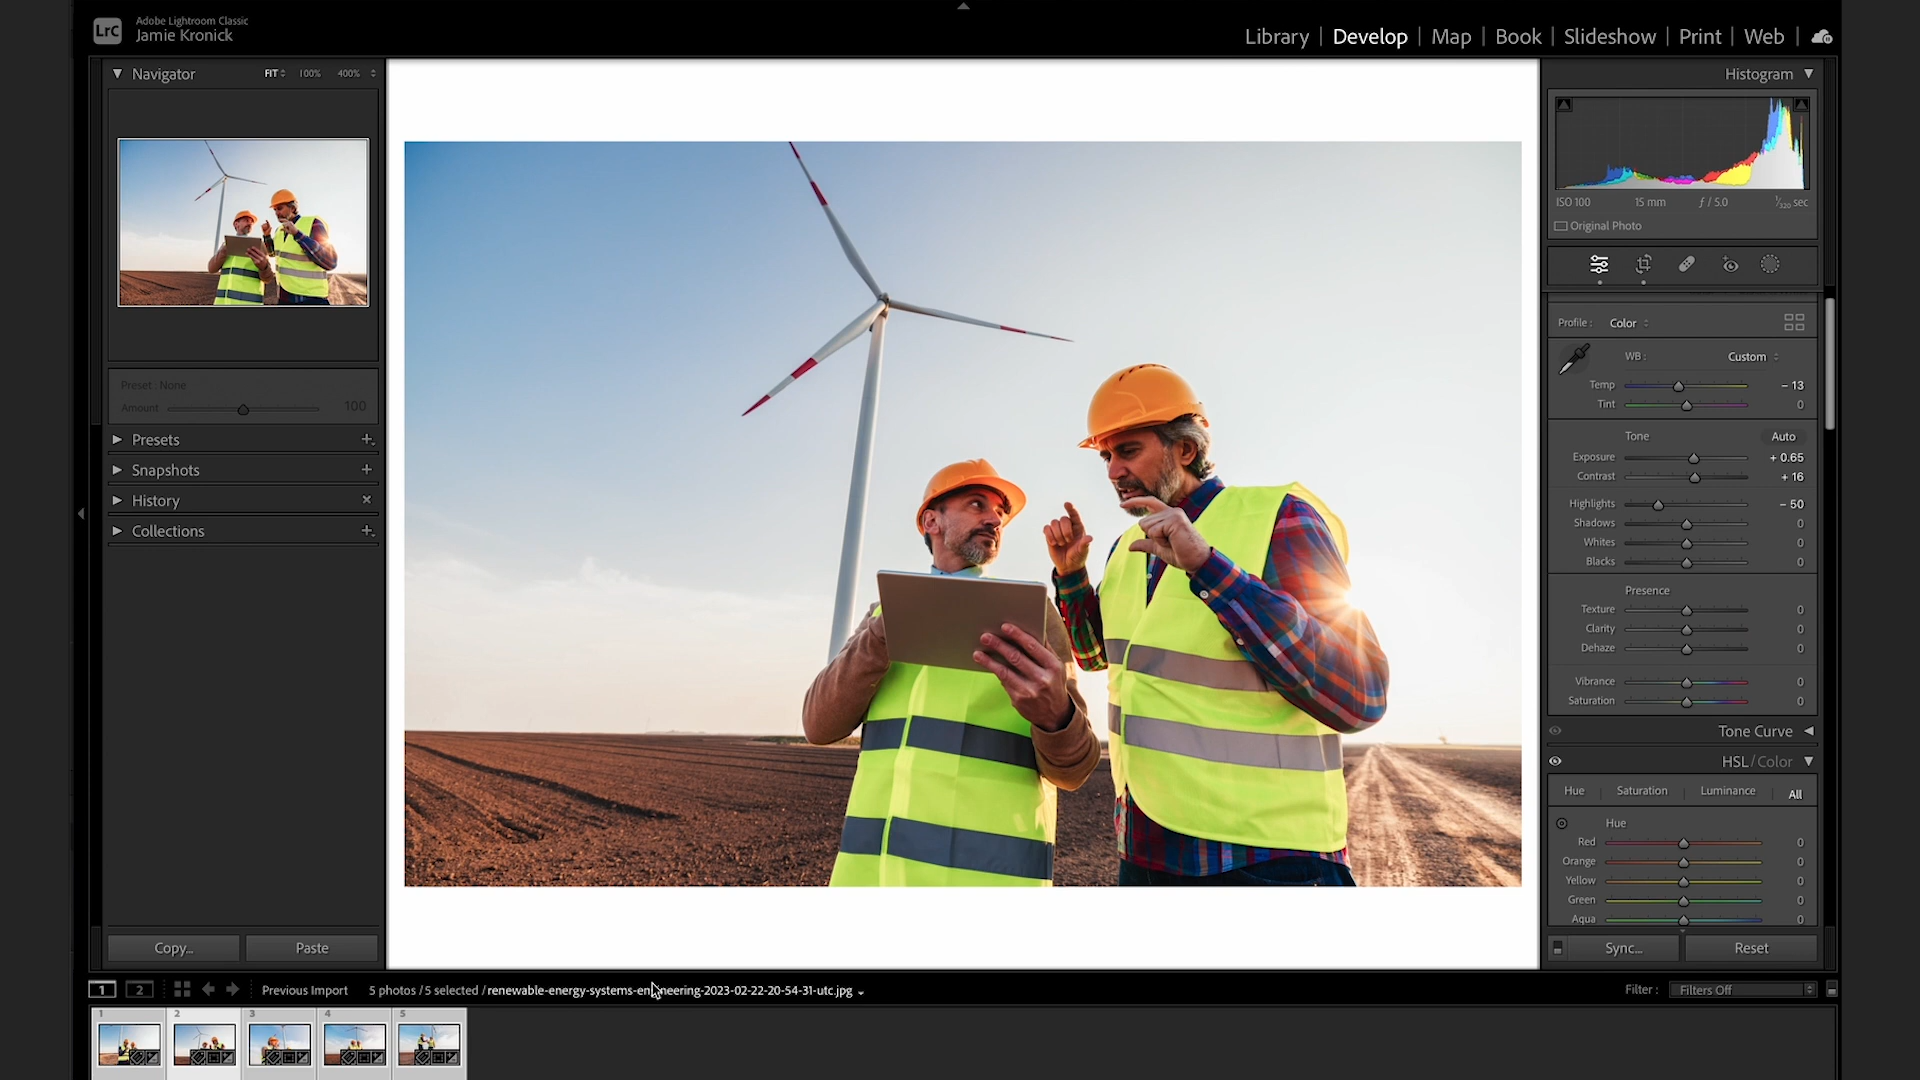 LrC
Adobe Lightroom Classic
Jamie Kronick
Library | Develop | Map | Book | Slideshow | Print | Web |
Navigator FIT 100% 400%
Preset : None
Amount 100
Presets
Snapshots
History
Collections
Copy... Paste
Histogram
ISO 100 15 mm ƒ / 5.0 1/320 sec
Original Photo
Profile : Color
WB : Custom
Temp − 13
Tint 0
Tone Auto
Exposure + 0.65
Contrast + 16
Highlights − 50
Shadows 0
Whites 0
Blacks 0
Presence
Texture 0
Clarity 0
Dehaze 0
Vibrance 0
Saturation 0
Tone Curve
HSL / Color
Hue Saturation Luminance All
Hue
Red 0
Orange 0
Yellow 0
Green 0
Aqua 0
Sync... Reset
1 2 Previous Import 5 photos / 5 selected / renewable-energy-systems-engineering-2023-02-22-20-54-31-utc.jpg
Filter : Filters Off
1 2 3 4 5